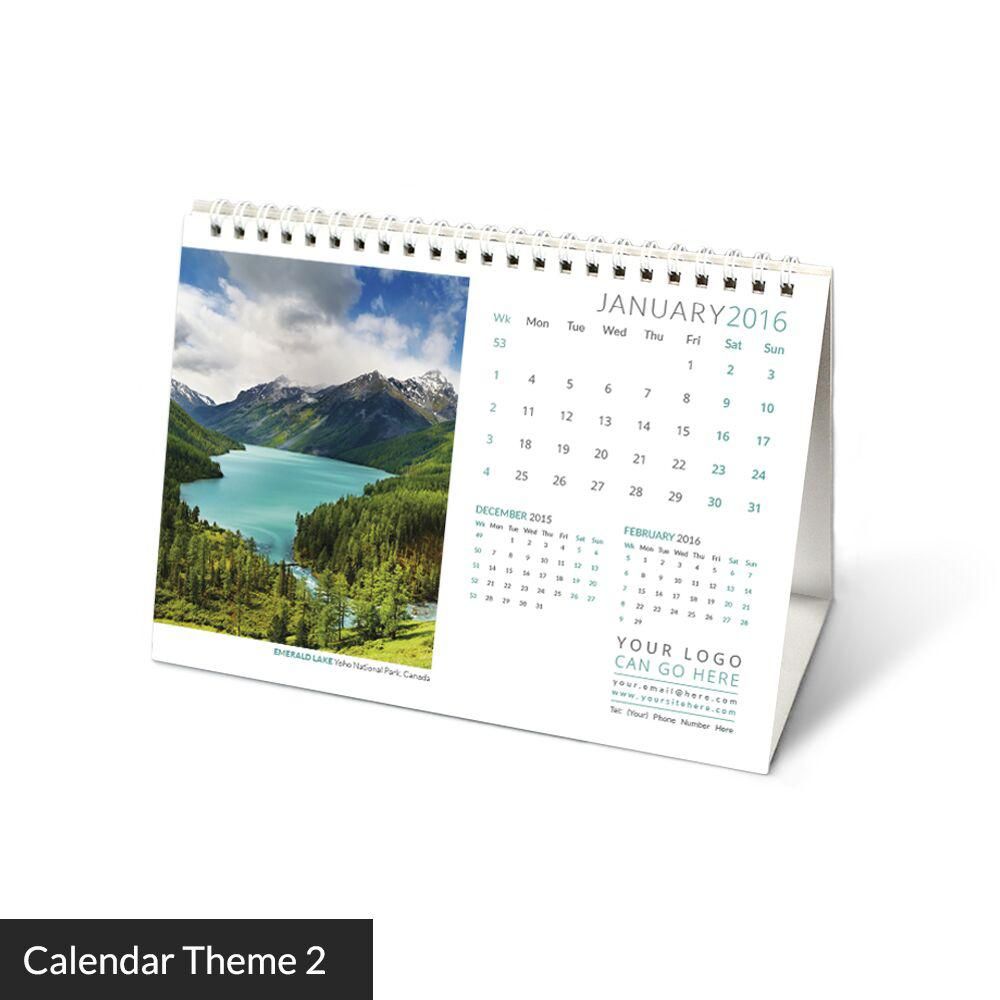 JANUARY2016
Wk Mon Tue Wed Thu Fri Sat Sun
53 1 2 3
1 4 5 6 7 8 9 10
2 11 12 13 14 15 16 17
3 18 19 20 21 22 23 24
4 25 26 27 28 29 30 31
DECEMBER 2015
Wk Mon Tue Wed Thu Fri Sat Sun
49 1 2 3 4 5 6
50 7 8 9 10 11 12 13
51 14 15 16 17 18 19 20
52 21 22 23 24 25 26 27
53 28 29 30 31
FEBRUARY 2016
Wk Mon Tue Wed Thu Fri Sat Sun
5 1 2 3 4 5 6 7
6 8 9 10 11 12 13 14
7 15 16 17 18 19 20 21
8 22 23 24 25 26 27 28
9 29
EMERALD LAKE Yoho National Park, Canada
YOUR LOGO
CAN GO HERE
your.email@here.com
www.yoursitehere.com
Tel: (Your) Phone Number Here
Calendar Theme 2